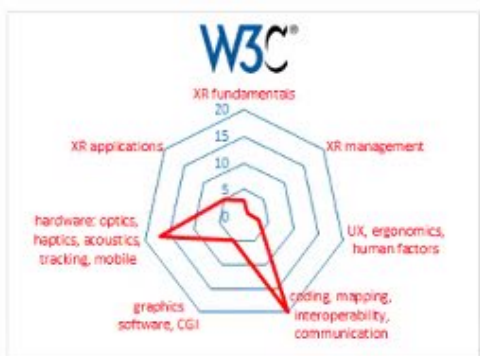 W3C®
XR fundamentals
20
15
10
5
0
XR applications
XR management
hardware: optics,
haptics, acoustics,
tracking, mobile
UX, ergonomics,
human factors
graphics
software, CGI
coding, mapping,
interoperability,
communication